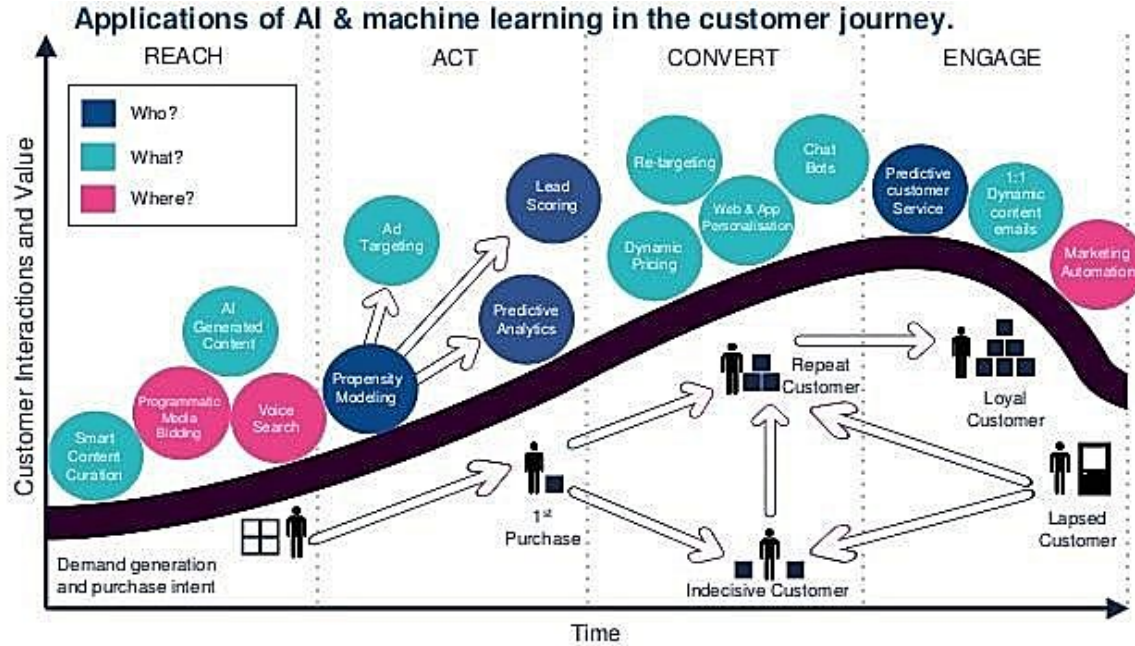 Applications of AI & machine learning in the customer journey.
REACH
ACT
CONVERT
ENGAGE
Who?
What?
Where?
Customer Interactions and Value
Smart
Content
Curation
Programmatic
Media
Bidding
AI
Generated
Content
Voice
Search
Propensity
Modeling
Ad
Targeting
Lead
Scoring
Predictive
Analytics
Re-targeting
Dynamic
Pricing
Web & App
Personalisation
Chat
Bots
Predictive
customer
Service
1:1
Dynamic
content
emails
Marketing
Automation
Demand generation
and purchase intent
1st
Purchase
Repeat
Customer
Indecisive Customer
Loyal
Customer
Lapsed
Customer
Time